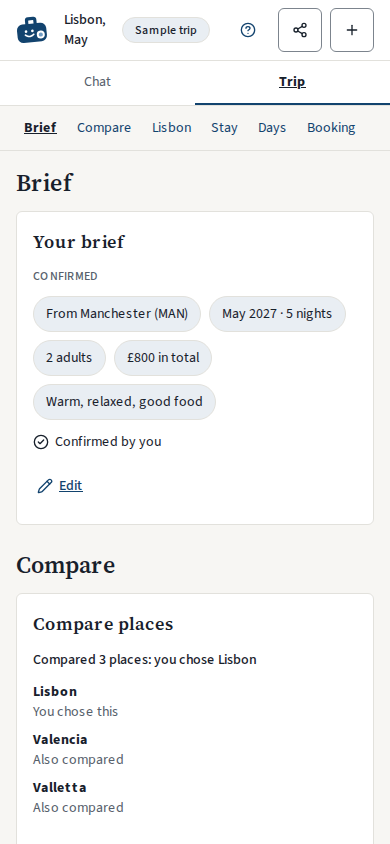 Lisbon,
May
Sample trip
Chat
Trip
Brief
Compare
Lisbon
Stay
Days
Booking
Brief
Your brief
CONFIRMED
From Manchester (MAN)
May 2027 · 5 nights
2 adults
£800 in total
Warm, relaxed, good food
Confirmed by you
Edit
Compare
Compare places
Compared 3 places: you chose Lisbon
Lisbon
You chose this
Valencia
Also compared
Valletta
Also compared